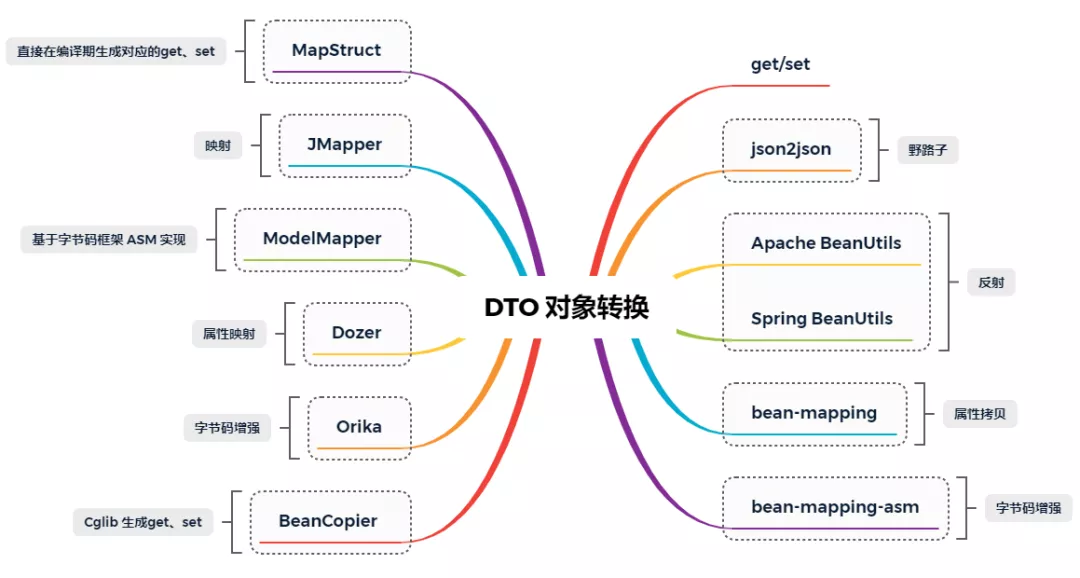 DTO 对象转换
get/set
json2json
野路子
Apache BeanUtils
Spring BeanUtils
反射
bean-mapping
属性拷贝
bean-mapping-asm
字节码增强
直接在编译期生成对应的get、set
MapStruct
映射
JMapper
基于字节码框架 ASM 实现
ModelMapper
属性映射
Dozer
字节码增强
Orika
Cglib 生成get、set
BeanCopier